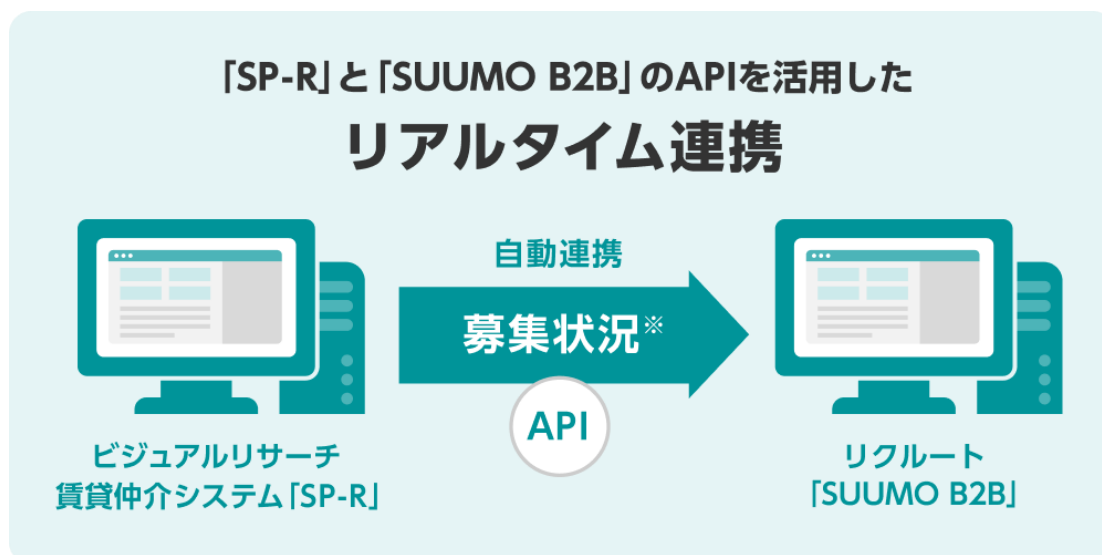 「SP-R」と「SUUMO B2B」のAPIを活用した
リアルタイム連携
自動連携
募集状況※
API
ビジュアルリサーチ
賃貸仲介システム「SP-R」
リクルート
「SUUMO B2B」